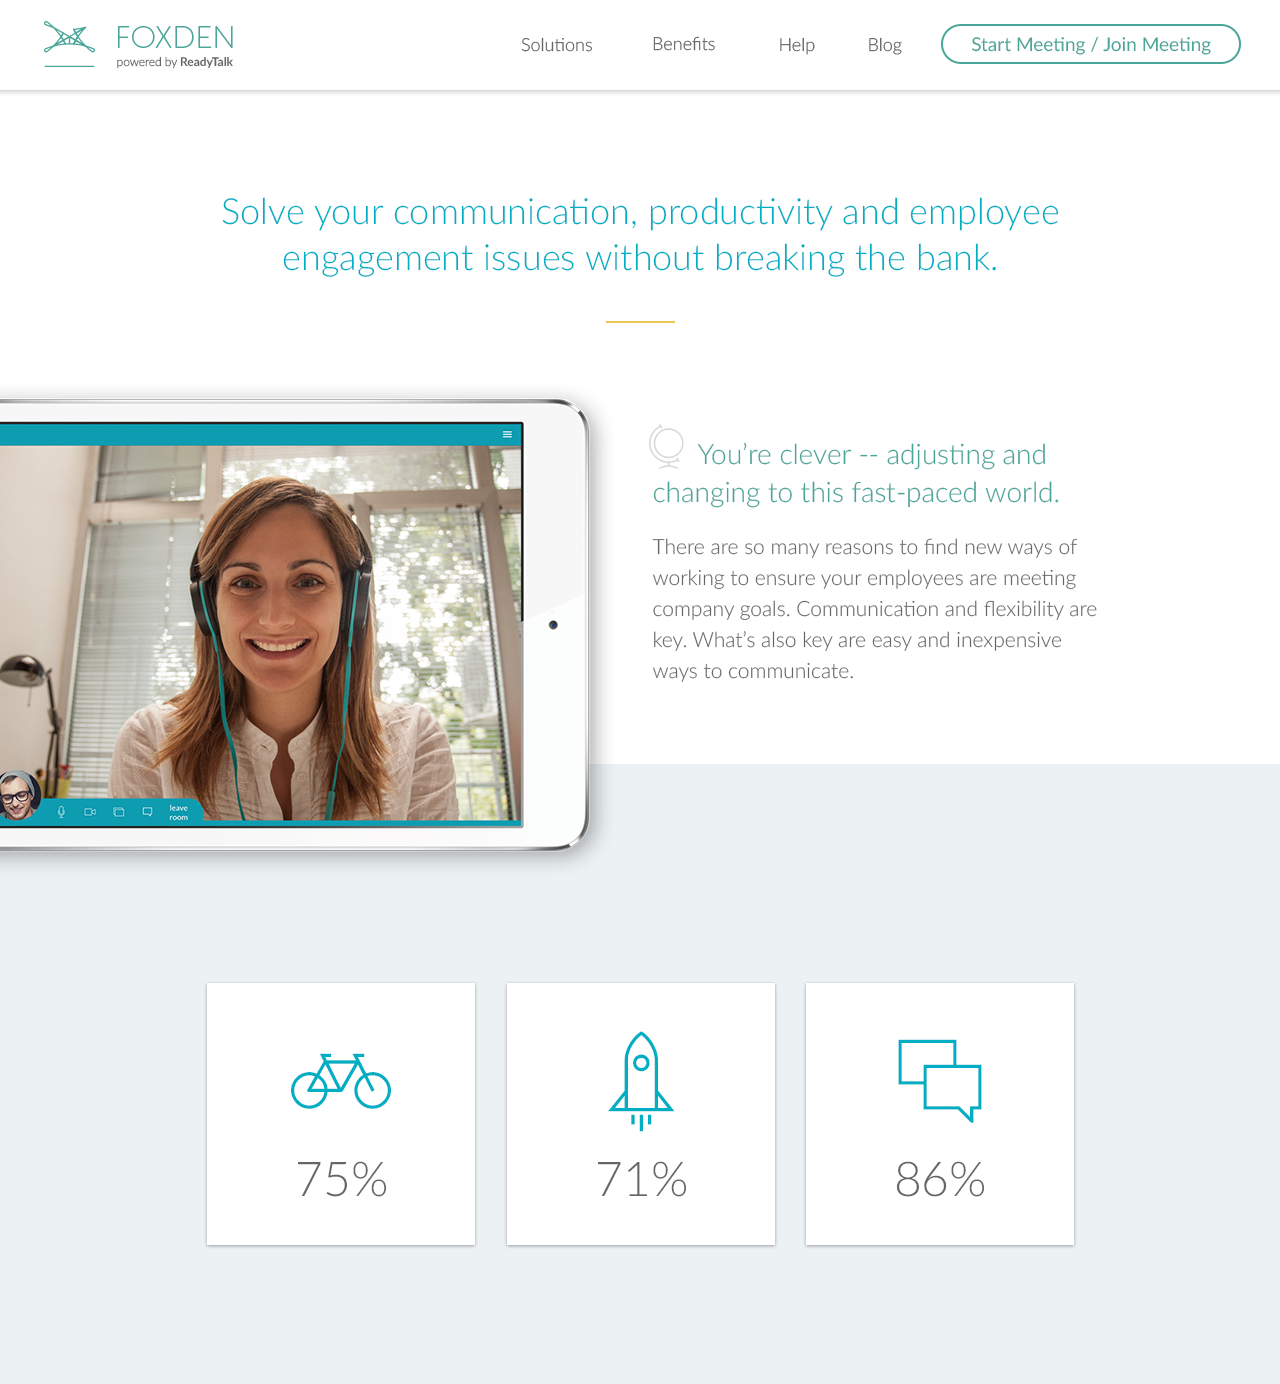 FOXDEN
powered by ReadyTalk
Solutions
Benefits
Help
Blog
Start Meeting / Join Meeting
Solve your communication, productivity and employee
engagement issues without breaking the bank.
You’re clever -- adjusting and
changing to this fast-paced world.
There are so many reasons to find new ways of
working to ensure your employees are meeting
company goals. Communication and flexibility are
key. What’s also key are easy and inexpensive
ways to communicate.
leave
room
75%
71%
86%